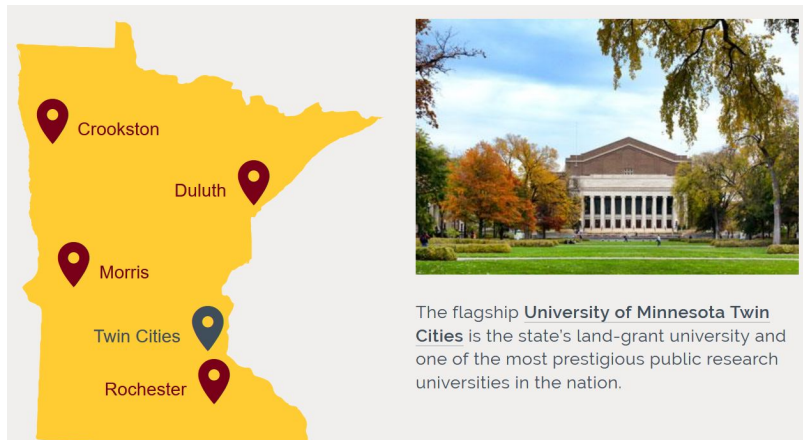 Crookston
Duluth
Morris
Twin Cities
Rochester
The flagship University of Minnesota Twin
Cities is the state's land-grant university and
one of the most prestigious public research
universities in the nation.